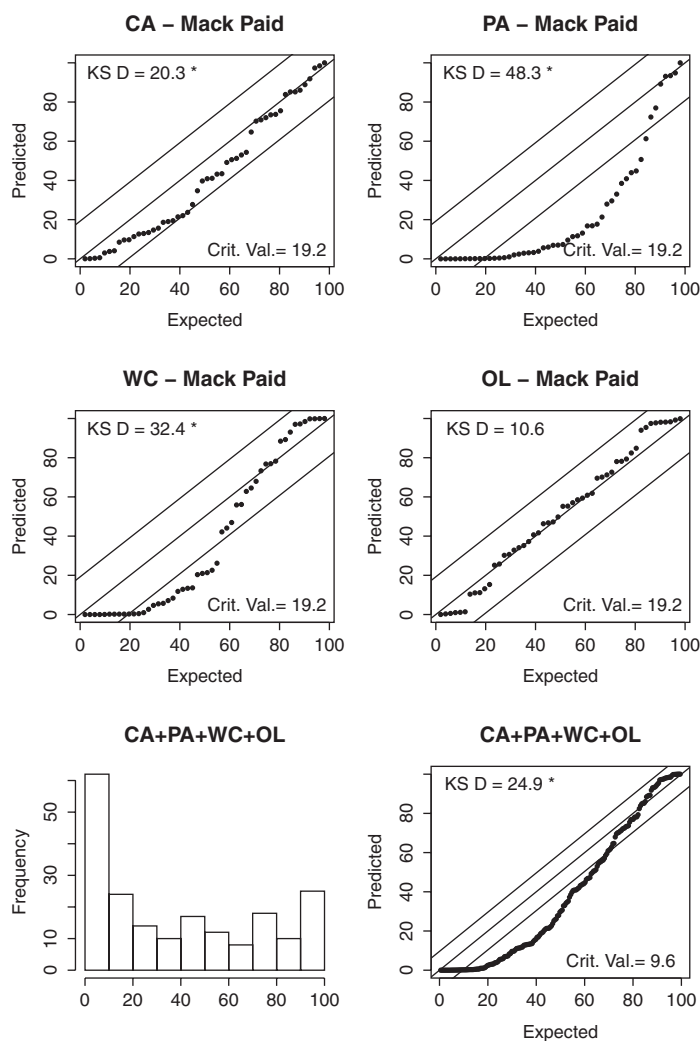 CA – Mack Paid
KS D = 20.3 *
Crit. Val.= 19.2
Predicted
0 20 40 60 80
0 20 40 60 80 100
Expected
PA – Mack Paid
KS D = 48.3 *
Crit. Val.= 19.2
Predicted
0 20 40 60 80
0 20 40 60 80 100
Expected
WC – Mack Paid
KS D = 32.4 *
Crit. Val.= 19.2
Predicted
0 20 40 60 80
0 20 40 60 80 100
Expected
OL – Mack Paid
KS D = 10.6
Crit. Val.= 19.2
Predicted
0 20 40 60 80
0 20 40 60 80 100
Expected
CA+PA+WC+OL
Frequency
0 10 30 50
0 20 40 60 80 100
CA+PA+WC+OL
KS D = 24.9 *
Crit. Val.= 9.6
Predicted
0 20 40 60 80
0 20 40 60 80 100
Expected